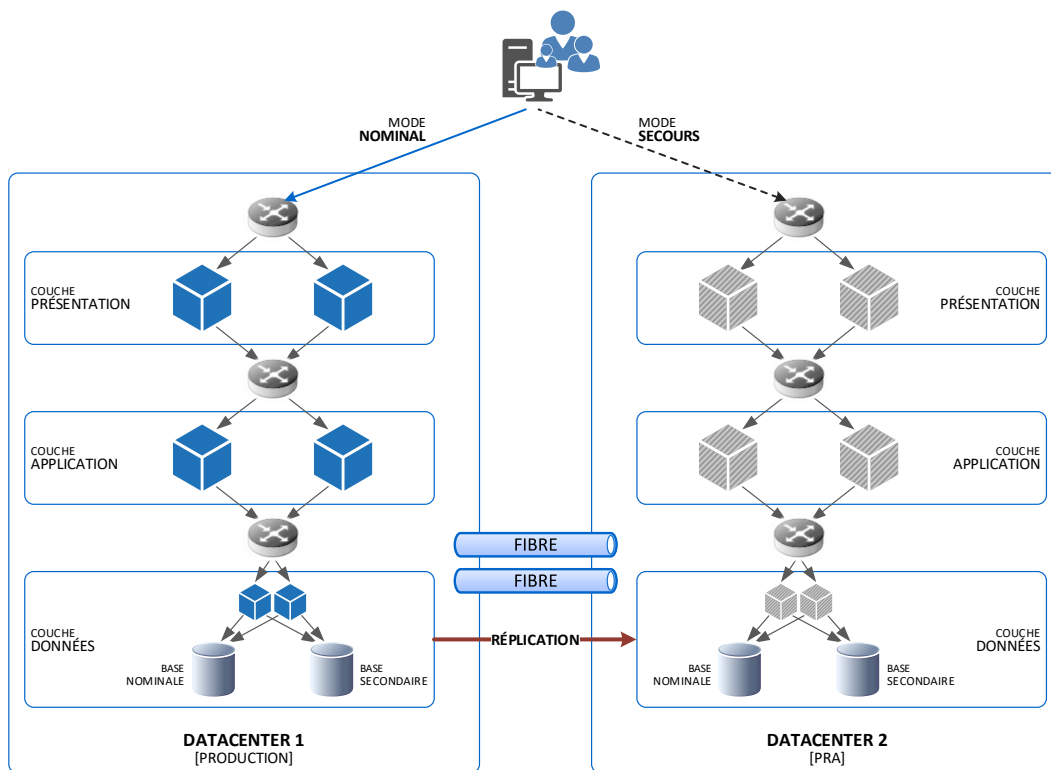 MODE
NOMINAL
MODE
SECOURS
COUCHE
PRÉSENTATION
COUCHE
PRÉSENTATION
COUCHE
APPLICATION
COUCHE
APPLICATION
FIBRE
FIBRE
COUCHE
DONNÉES
RÉPLICATION
COUCHE
DONNÉES
BASE
NOMINALE
BASE
SECONDAIRE
BASE
NOMINALE
BASE
SECONDAIRE
DATACENTER 1
[PRODUCTION]
DATACENTER 2
[PRA]